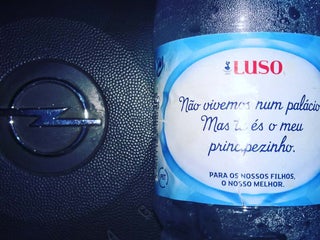 LUSO
Não vivemos num palácio
Mas tu és o meu
principezinho.
PARA OS NOSSOS FILHOS,
O NOSSO MELHOR.